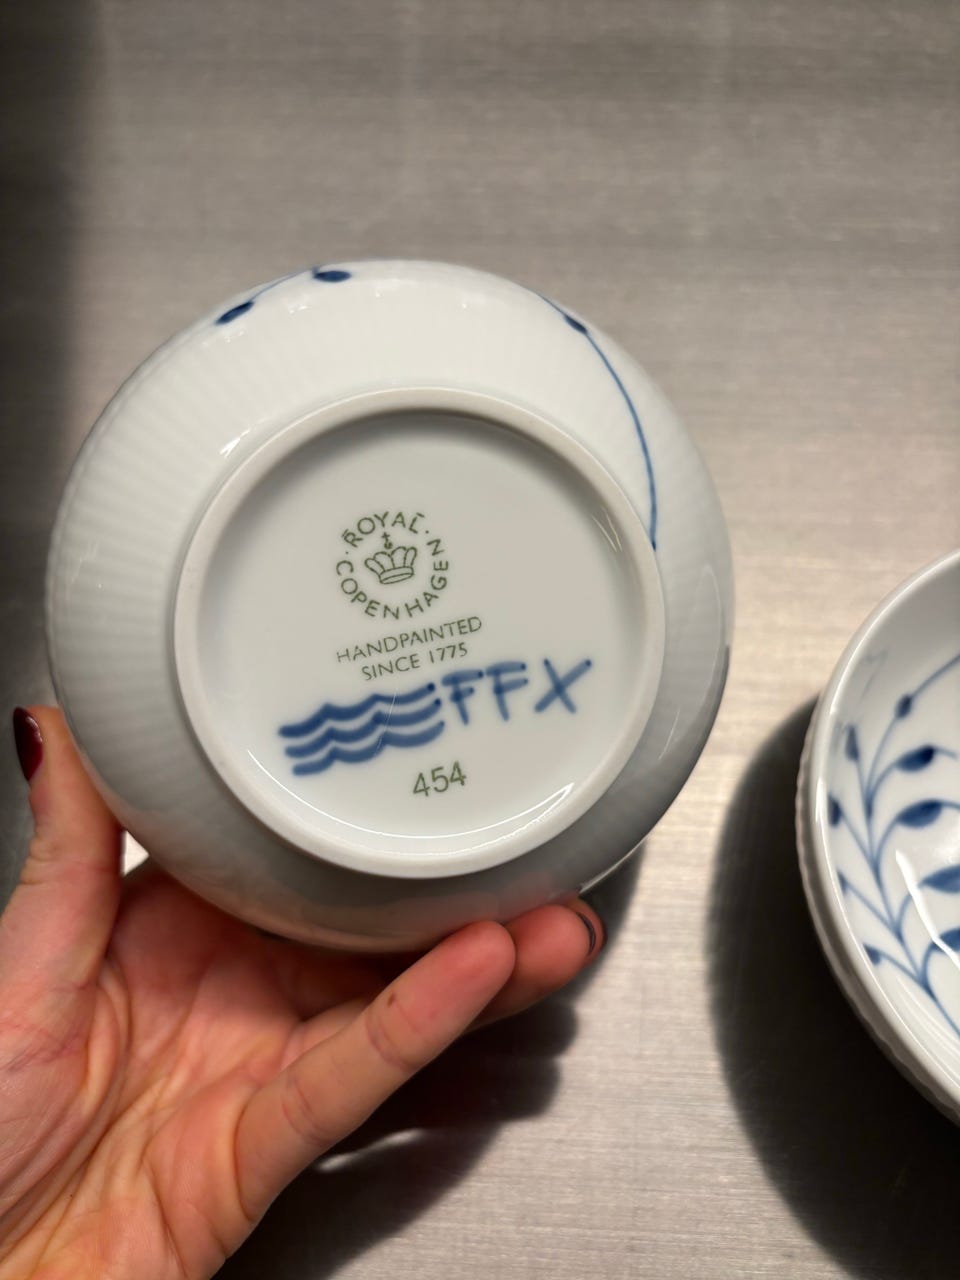 ROYAL COPENHAGEN
HANDPAINTED
SINCE 1775
FFX
454